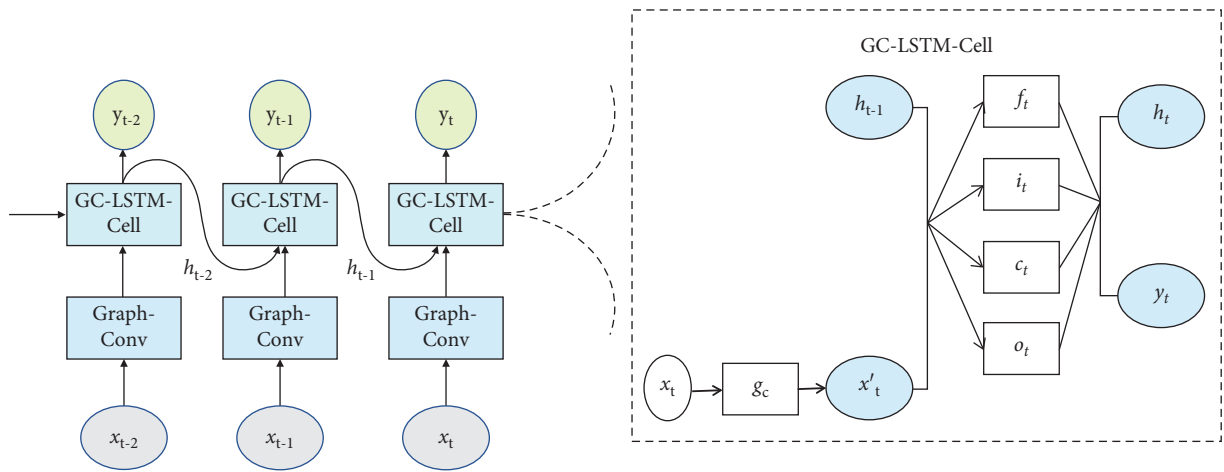 y_{t-2}
y_{t-1}
y_t
GC-LSTM-
Cell
GC-LSTM-
Cell
GC-LSTM-
Cell
h_{t-2}
h_{t-1}
Graph-
Conv
Graph-
Conv
Graph-
Conv
x_{t-2}
x_{t-1}
x_t
GC-LSTM-Cell
h_{t-1}
f_t
h_t
i_t
c_t
y_t
o_t
x_t
g_c
x'_t